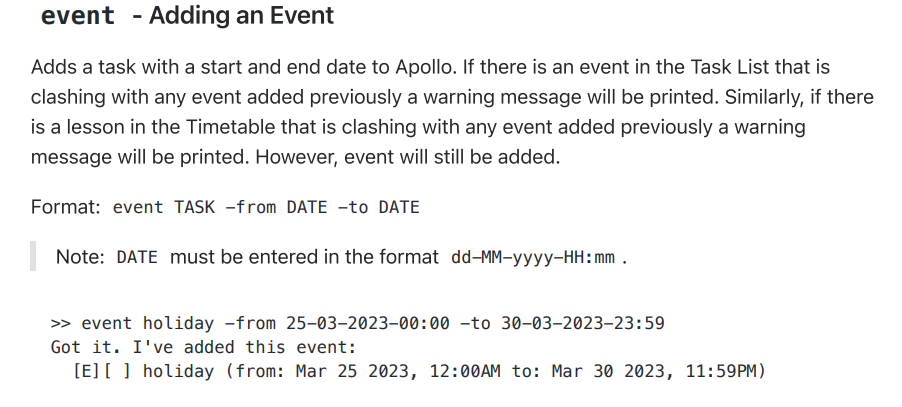 event - Adding an Event
Adds a task with a start and end date to Apollo. If there is an event in the Task List that is
clashing with any event added previously a warning message will be printed. Similarly, if there
is a lesson in the Timetable that is clashing with any event added previously a warning
message will be printed. However, event will still be added.
Format: event TASK -from DATE -to DATE
Note: DATE must be entered in the format dd-MM-yyyy-HH:mm .
>> event holiday -from 25-03-2023-00:00 -to 30-03-2023-23:59
Got it. I've added this event:
[E][ ] holiday (from: Mar 25 2023, 12:00AM to: Mar 30 2023, 11:59PM)